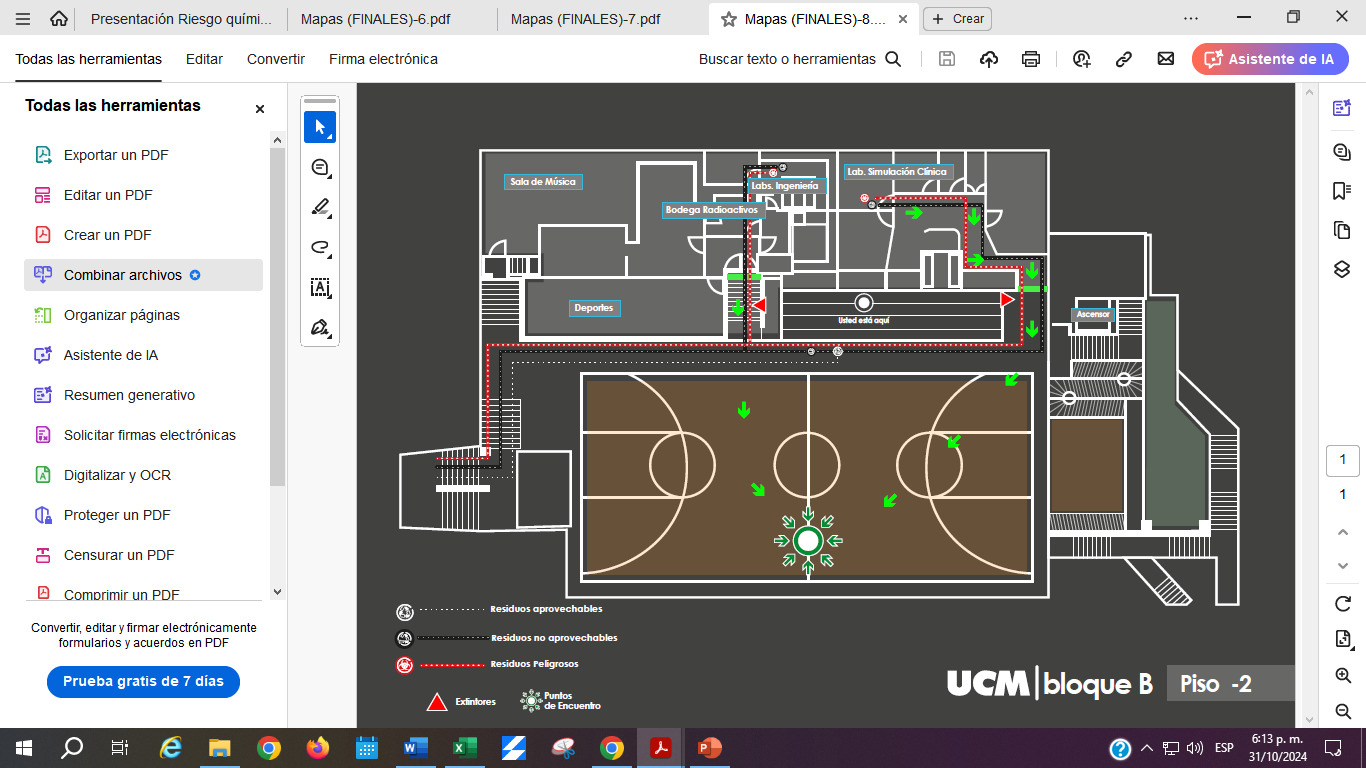 Presentación Riesgo quími...
Mapas (FINALES)-6.pdf
Mapas (FINALES)-7.pdf
Mapas (FINALES)-8....
Crear
Todas las herramientas
Editar
Convertir
Firma electrónica
Buscar texto o herramientas
Asistente de IA
Todas las herramientas
Exportar un PDF
Editar un PDF
Crear un PDF
Combinar archivos
Organizar páginas
Asistente de IA
Resumen generativo
Solicitar firmas electrónicas
Digitalizar y OCR
Proteger un PDF
Censurar un PDF
Comprimir un PDF
Convertir, editar y firmar electrónicamente
formularios y acuerdos en PDF
Prueba gratis de 7 días
Sala de Música
Labs. Ingeniería
Lab. Simulación Clínica
Bodega Radioactivos
Deportes
Usted está aquí
Ascensor
Residuos aprovechables
Residuos no aprovechables
Residuos Peligrosos
Extintores
Puntos
de Encuentro
UCM bloque B
Piso -2
1
1
ESP
6:13 p. m.
31/10/2024